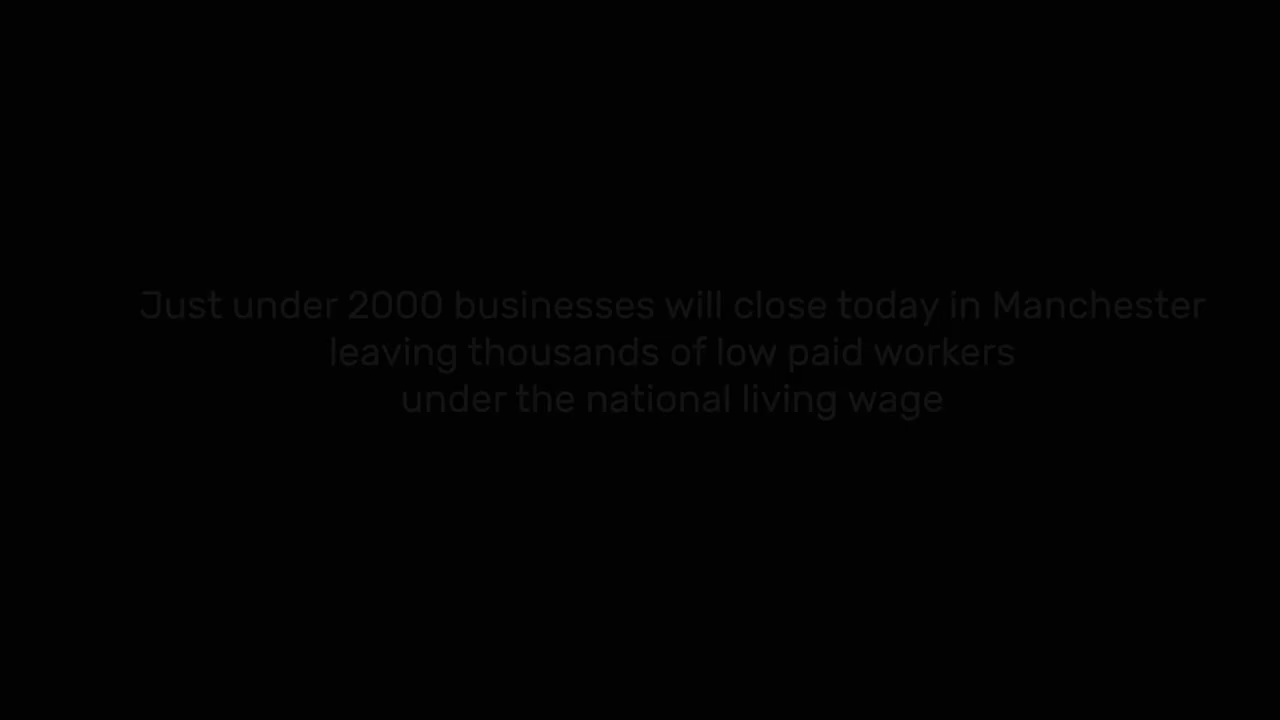 Just under 2000 businesses will close today in Manchester
leaving thousands of low paid workers
under the national living wage